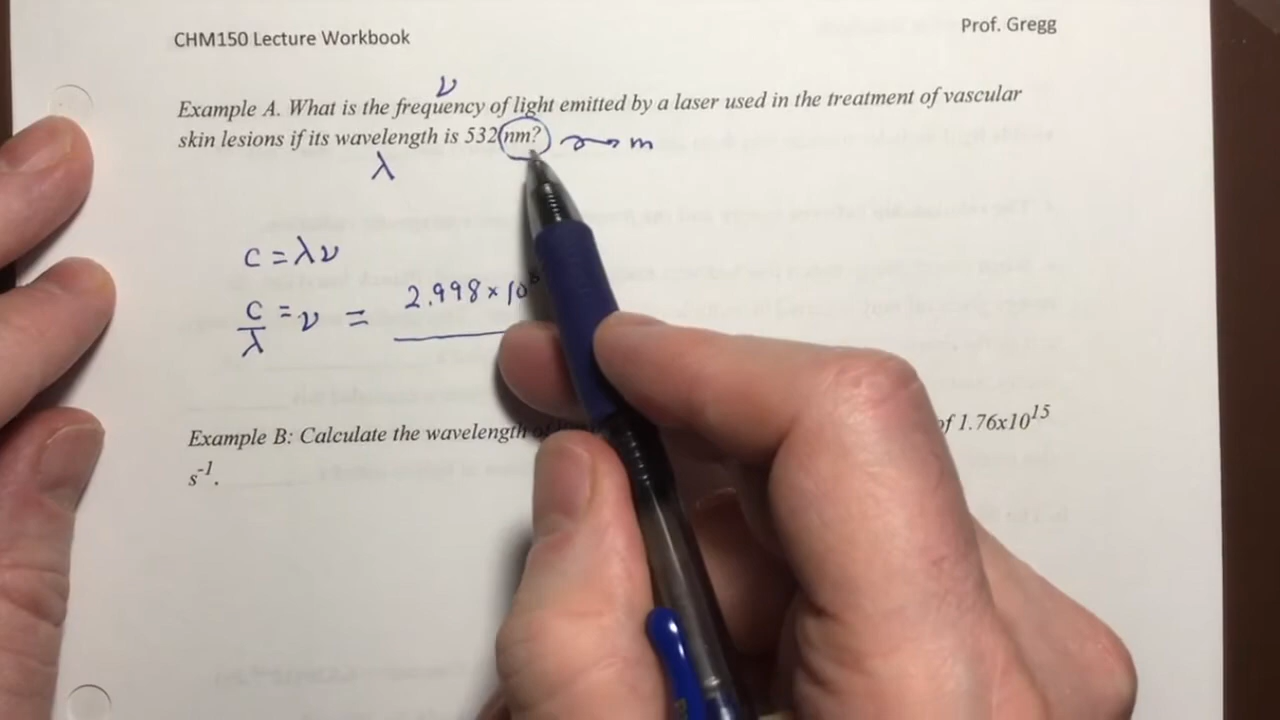 CHM150 Lecture Workbook
Prof. Gregg
ν
Example A. What is the frequency of light emitted by a laser used in the treatment of vascular
skin lesions if its wavelength is 532 nm? m
λ
c = λν
c/λ = ν = 2.998 × 10
Example B: Calculate the wavelength of 1.76x10¹⁵
s⁻¹.